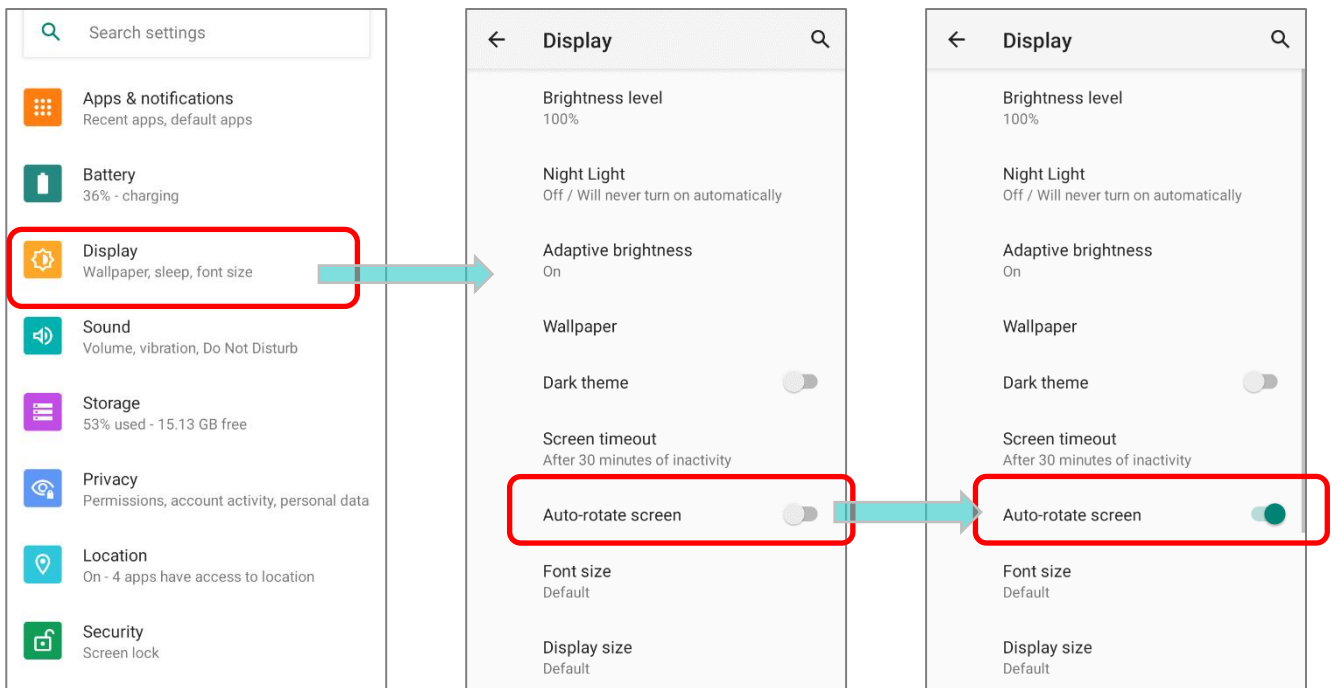 Search settings
Apps & notifications
Recent apps, default apps
Battery
36% - charging
Display
Wallpaper, sleep, font size
Sound
Volume, vibration, Do Not Disturb
Storage
53% used - 15.13 GB free
Privacy
Permissions, account activity, personal data
Location
On - 4 apps have access to location
Security
Screen lock
Display
Brightness level
100%
Night Light
Off / Will never turn on automatically
Adaptive brightness
On
Wallpaper
Dark theme
Screen timeout
After 30 minutes of inactivity
Auto-rotate screen
Font size
Default
Display size
Default
Display
Brightness level
100%
Night Light
Off / Will never turn on automatically
Adaptive brightness
On
Wallpaper
Dark theme
Screen timeout
After 30 minutes of inactivity
Auto-rotate screen
Font size
Default
Display size
Default